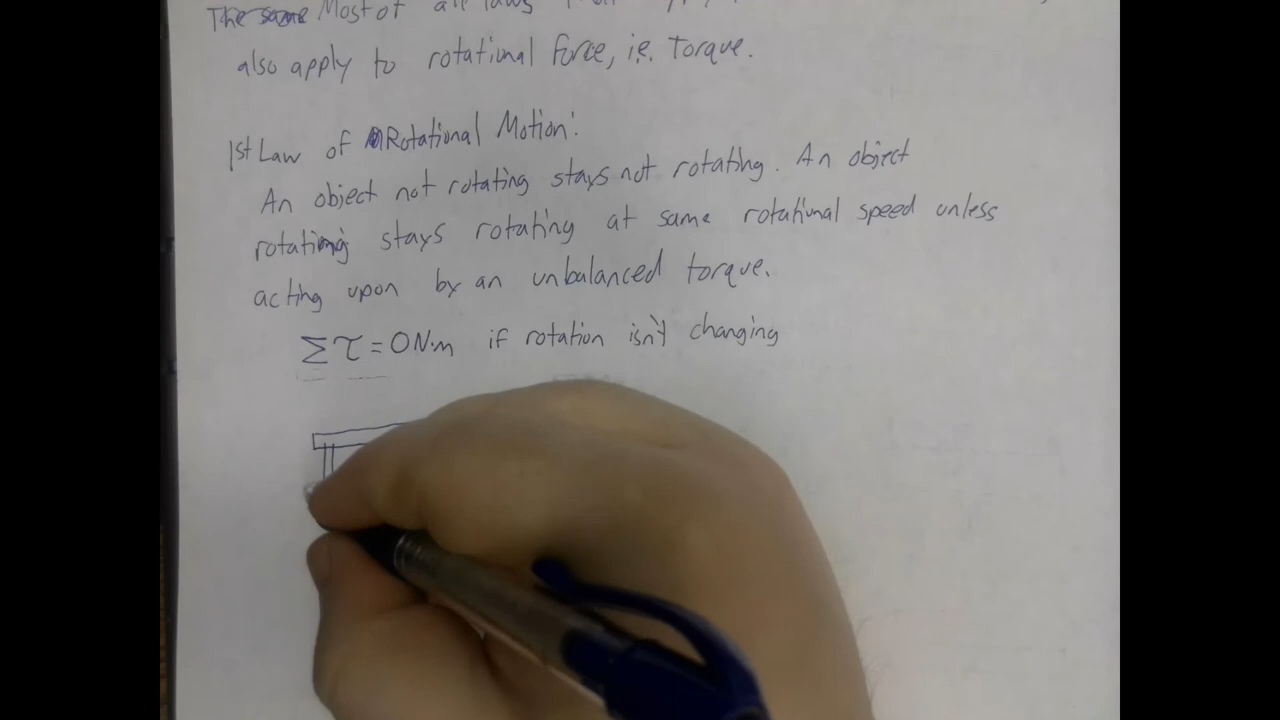 The same Most of all laws
also apply to rotational force, i.e. Torque.
1st Law of Rotational Motion:
An object not rotating stays not rotating. An object
rotating stays rotating at same rotational speed unless
acting upon by an unbalanced torque.
Στ = 0 N·m if rotation isn't changing